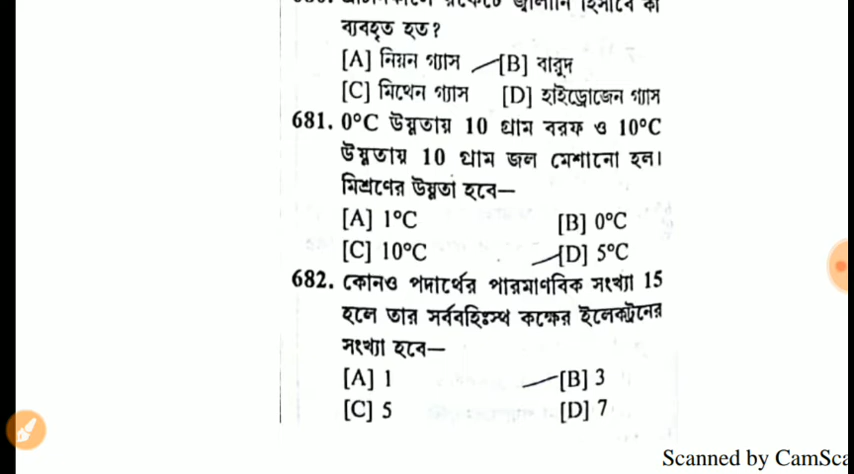 ব্যবহৃত হত?
[A] নিয়ন গ্যাস [B] বারুদ
[C] মিথেন গ্যাস [D] হাইড্রোজেন গ্যাস
681. 0°C উষ্ণতায় 10 গ্রাম বরফ ও 10°C
উষ্ণতায় 10 গ্রাম জল মেশানো হল।
মিশ্রণের উষ্ণতা হবে—
[A] 1°C [B] 0°C
[C] 10°C [D] 5°C
682. কোনও পদার্থের পারমাণবিক সংখ্যা 15
হলে তার সর্ববহিঃস্থ কক্ষের ইলেকট্রনের
সংখ্যা হবে—
[A] 1 [B] 3
[C] 5 [D] 7
Scanned by CamSca